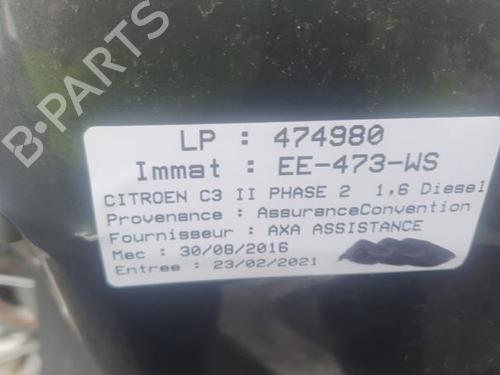 B-PARTS
LP : 474980
Immat : EE-473-WS
CITROEN C3 II PHASE 2 1,6 Diesel
Provenance : AssuranceConvention
Fournisseur : AXA ASSISTANCE
Mec : 30/08/2016
Entree : 23/02/2021